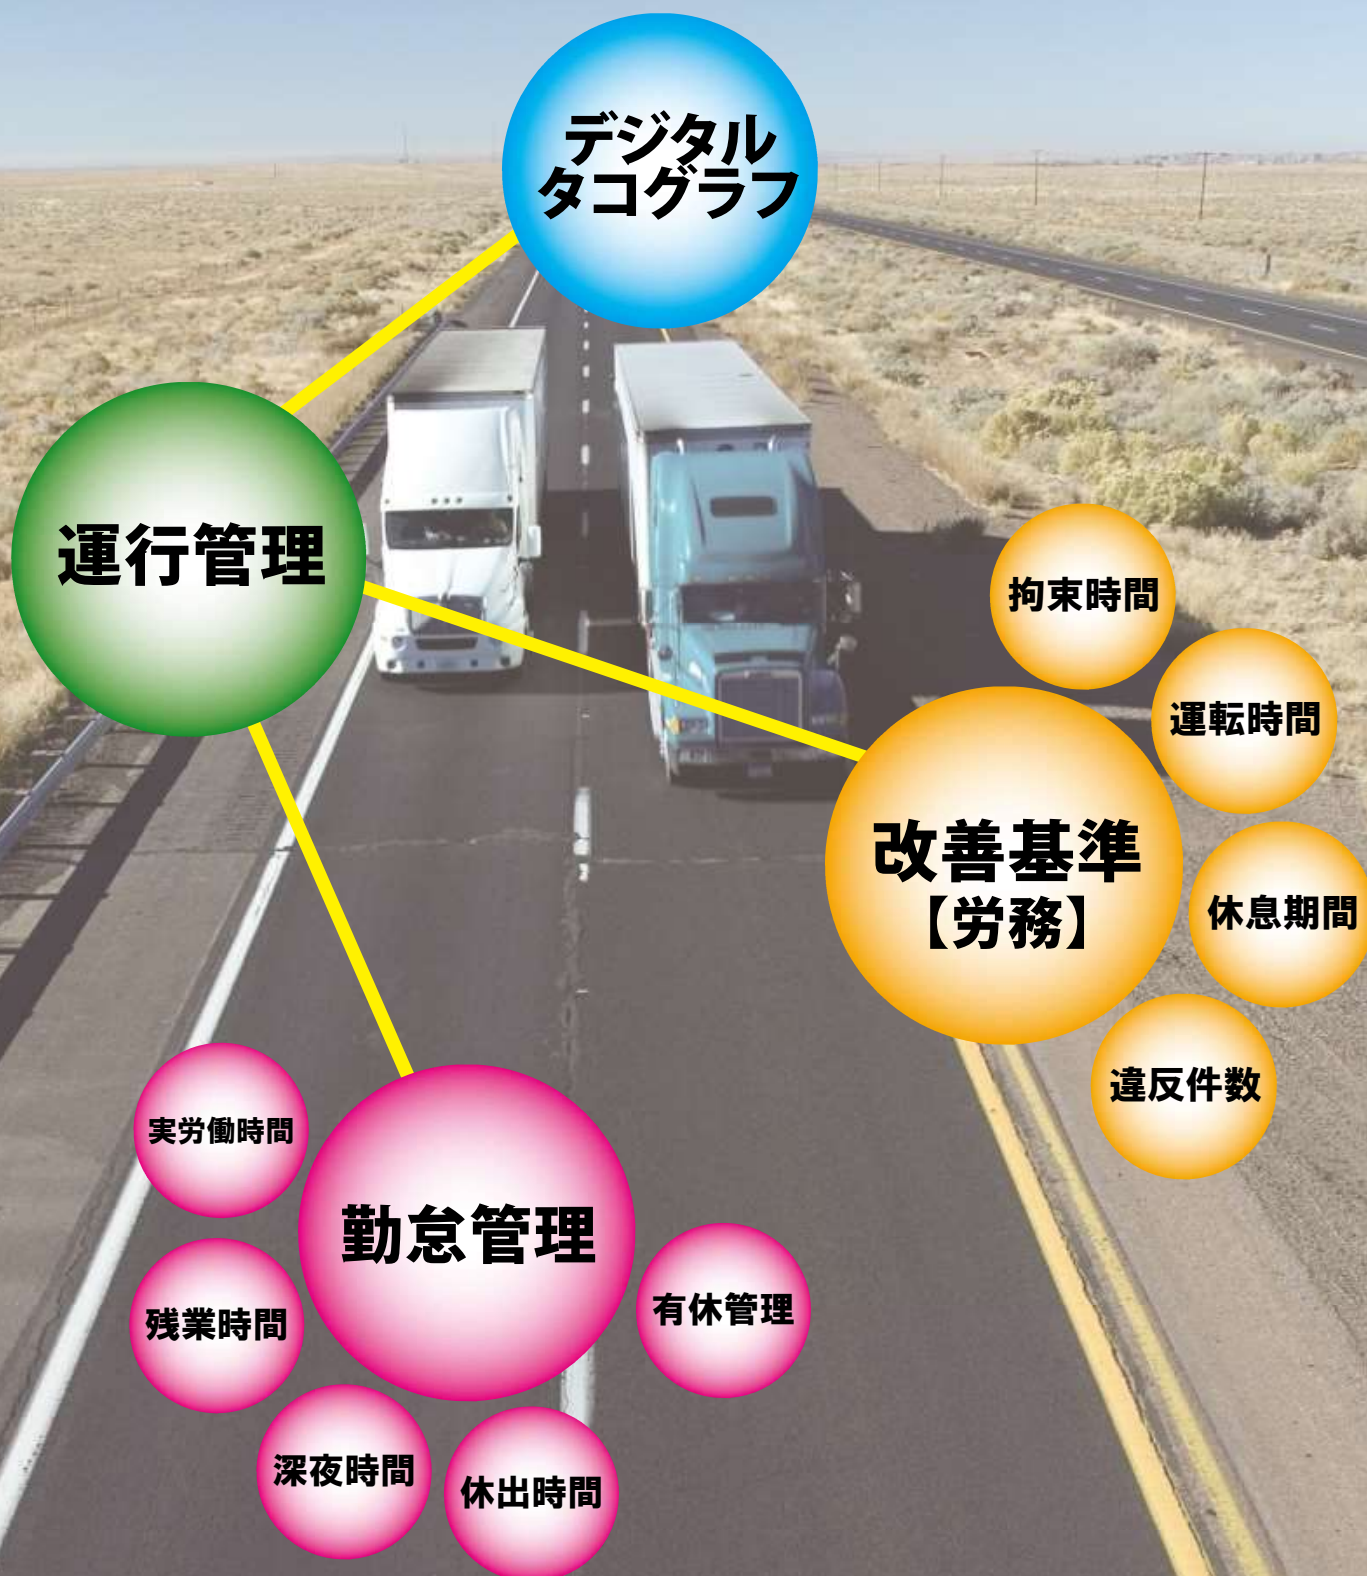 デジタル
タコグラフ
運行管理
拘束時間
運転時間
改善基準
【労務】
休息期間
違反件数
実労働時間
勤怠管理
残業時間
有休管理
深夜時間
休出時間